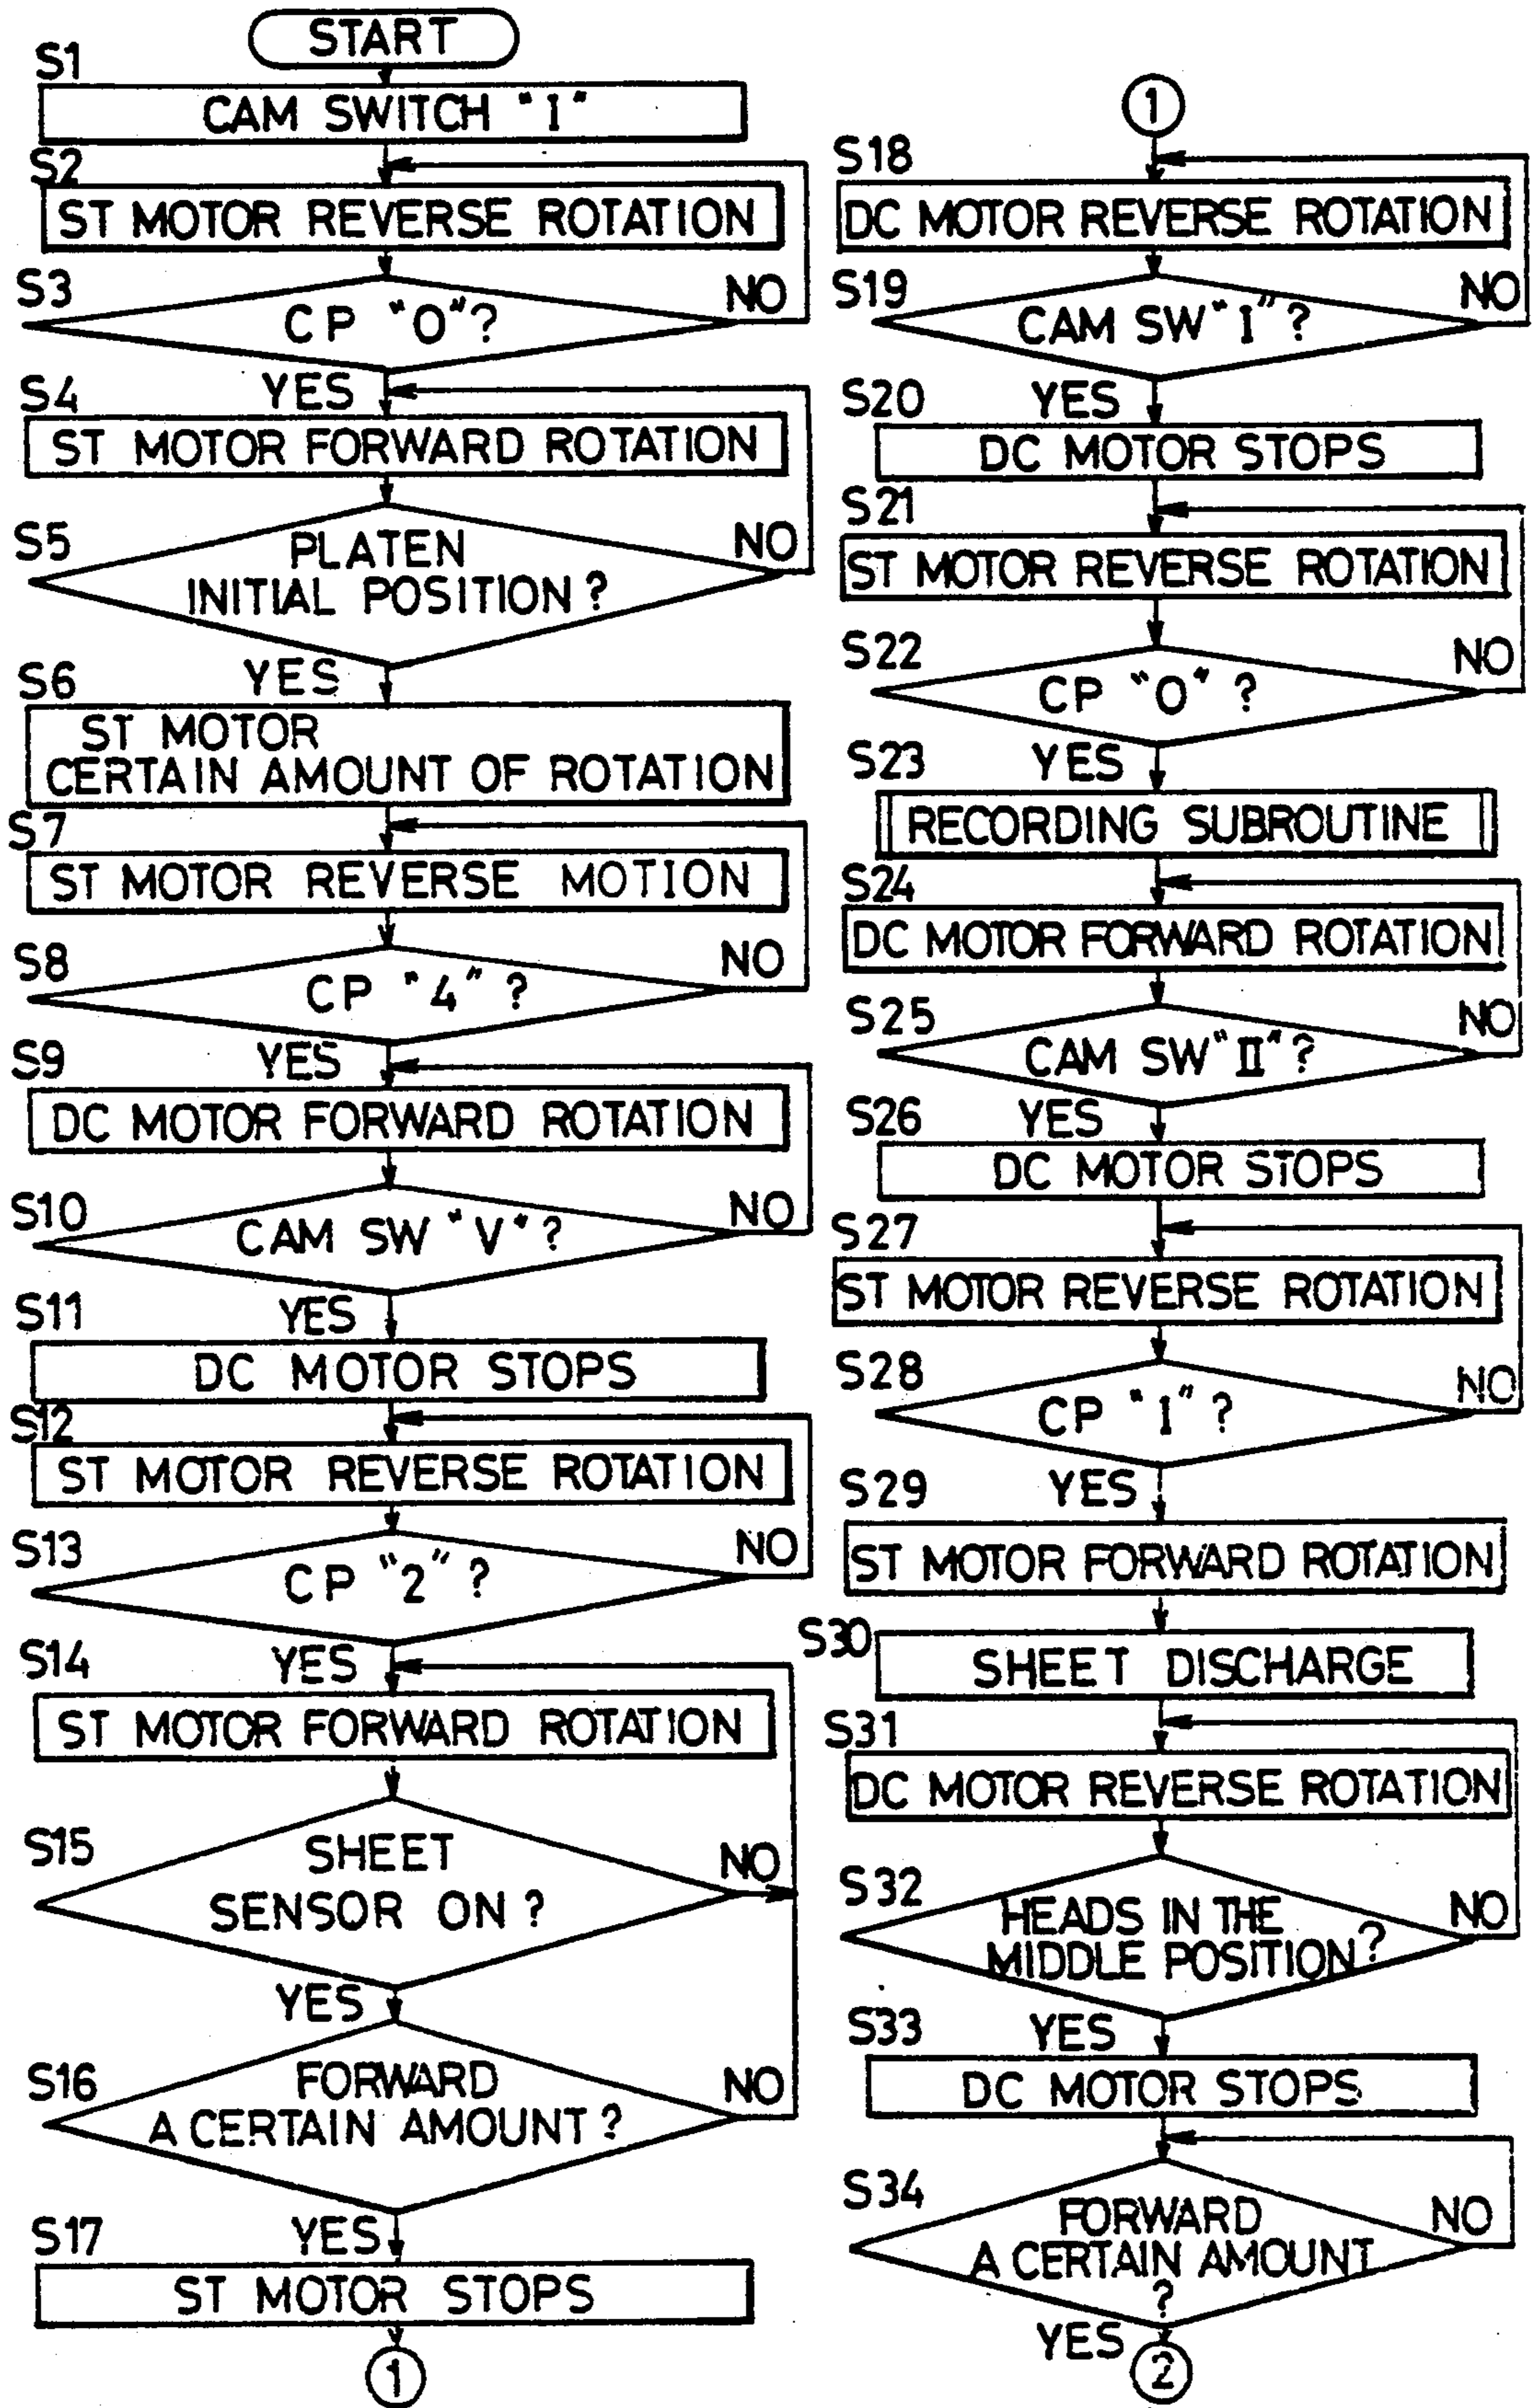 START
S1
CAM SWITCH "I"
S2
ST MOTOR REVERSE ROTATION
S3
CP "0"?
NO
YES
S4
ST MOTOR FORWARD ROTATION
S5
PLATEN
INITIAL POSITION?
NO
YES
S6
ST MOTOR
CERTAIN AMOUNT OF ROTATION
S7
ST MOTOR REVERSE MOTION
S8
CP "4"?
NO
YES
S9
DC MOTOR FORWARD ROTATION
S10
CAM SW "V"?
NO
YES
S11
DC MOTOR STOPS
S12
ST MOTOR REVERSE ROTATION
S13
CP "2"?
NO
YES
S14
ST MOTOR FORWARD ROTATION
S15
SHEET
SENSOR ON?
NO
YES
S16
FORWARD
A CERTAIN AMOUNT?
NO
YES
S17
ST MOTOR STOPS
1
1
S18
DC MOTOR REVERSE ROTATION
S19
CAM SW "I"?
NO
YES
S20
DC MOTOR STOPS
S21
ST MOTOR REVERSE ROTATION
S22
CP "0"?
NO
YES
S23
RECORDING SUBROUTINE
S24
DC MOTOR FORWARD ROTATION
S25
CAM SW "II"?
NO
YES
S26
DC MOTOR STOPS
S27
ST MOTOR REVERSE ROTATION
S28
CP "1"?
NO
YES
S29
ST MOTOR FORWARD ROTATION
S30
SHEET DISCHARGE
S31
DC MOTOR REVERSE ROTATION
S32
HEADS IN THE
MIDDLE POSITION?
NO
YES
S33
DC MOTOR STOPS
S34
FORWARD
A CERTAIN AMOUNT
?
NO
YES
2